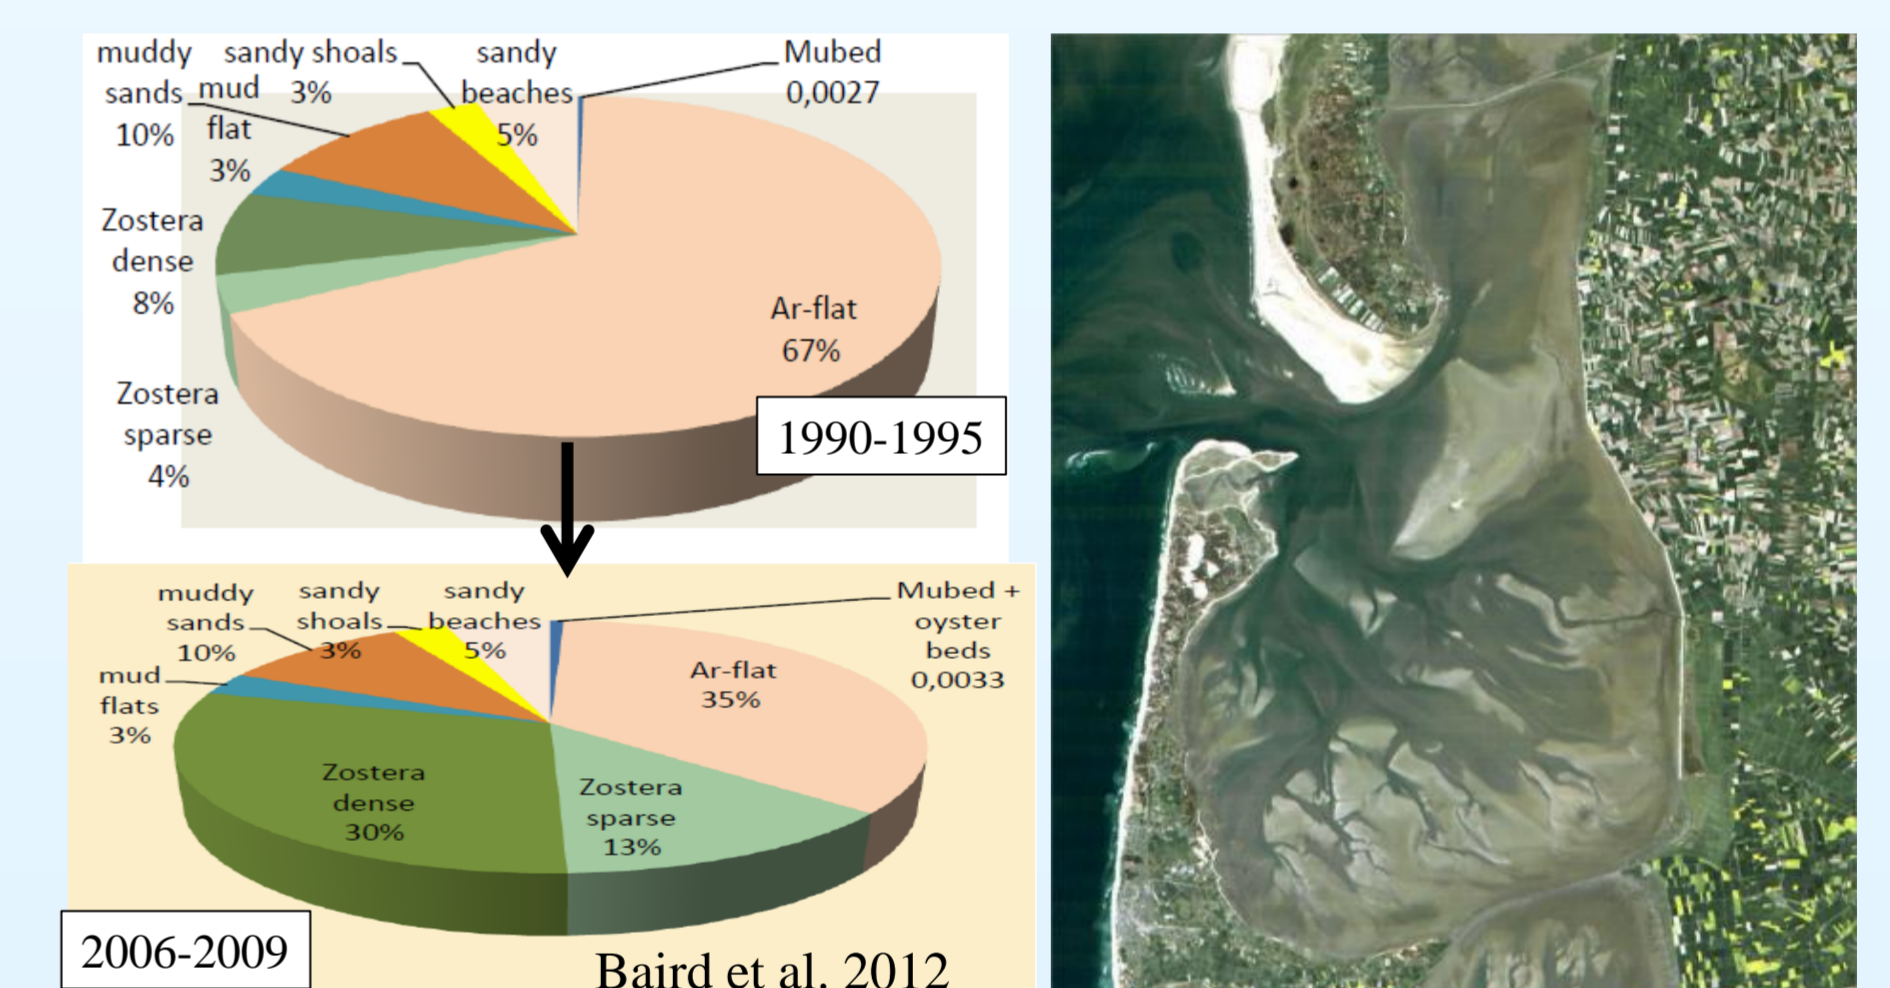 muddy
sands
10%
mud
flat
3%
sandy shoals
3%
sandy
beaches
5%
Mubed
0,0027
Zostera
dense
8%
Zostera
sparse
4%
Ar-flat
67%
1990-1995
muddy
sands
10%
sandy
shoals
3%
sandy
beaches
5%
Mubed +
oyster
beds
0,0033
mud
flats
3%
Ar-flat
35%
Zostera
dense
30%
Zostera
sparse
13%
2006-2009
Baird et al. 2012